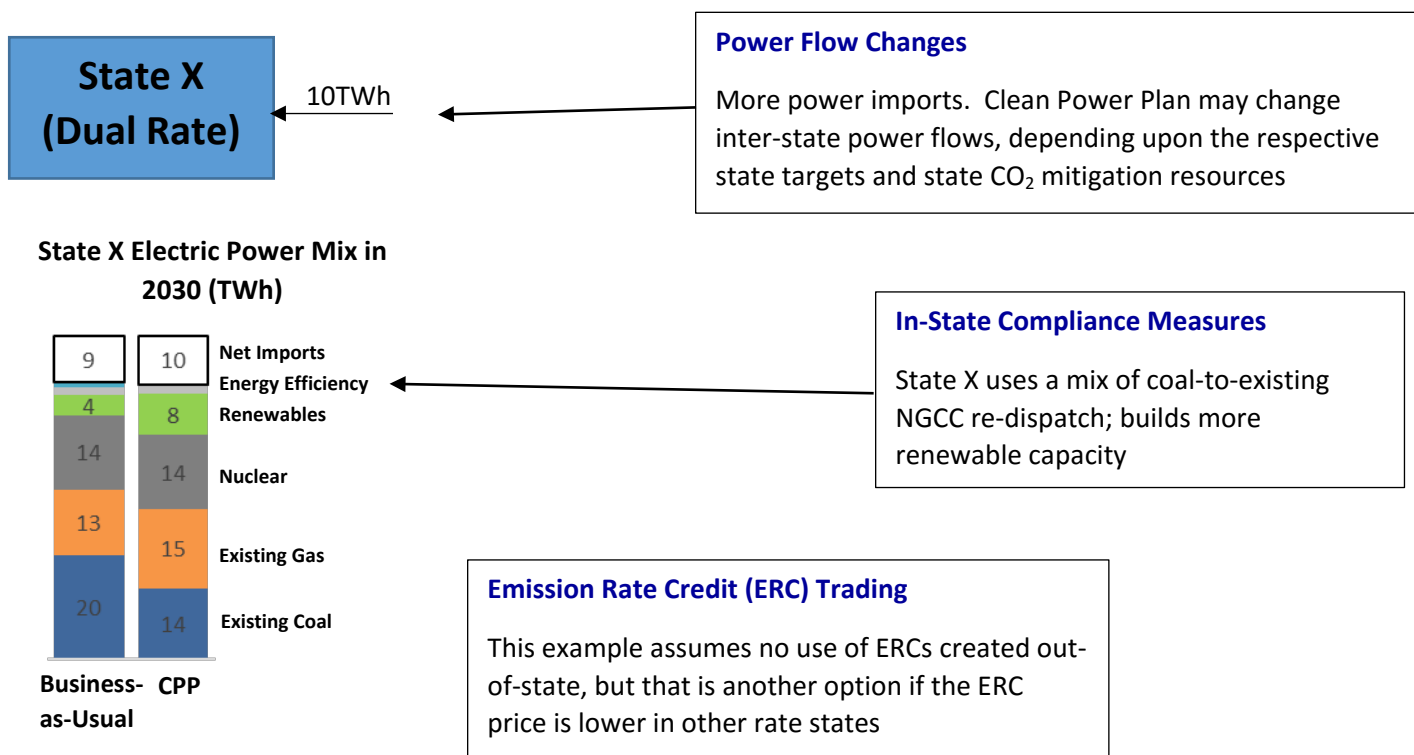 State X
(Dual Rate)
10TWh
Power Flow Changes
More power imports.  Clean Power Plan may change
inter-state power flows, depending upon the respective
state targets and state CO₂ mitigation resources
State X Electric Power Mix in
2030 (TWh)
9
10
Net Imports
Energy Efficiency
4
8
Renewables
14
14
Nuclear
13
15
Existing Gas
20
14
Existing Coal
Business-
as-Usual
CPP
In-State Compliance Measures
State X uses a mix of coal-to-existing
NGCC re-dispatch; builds more
renewable capacity
Emission Rate Credit (ERC) Trading
This example assumes no use of ERCs created out-
of-state, but that is another option if the ERC
price is lower in other rate states